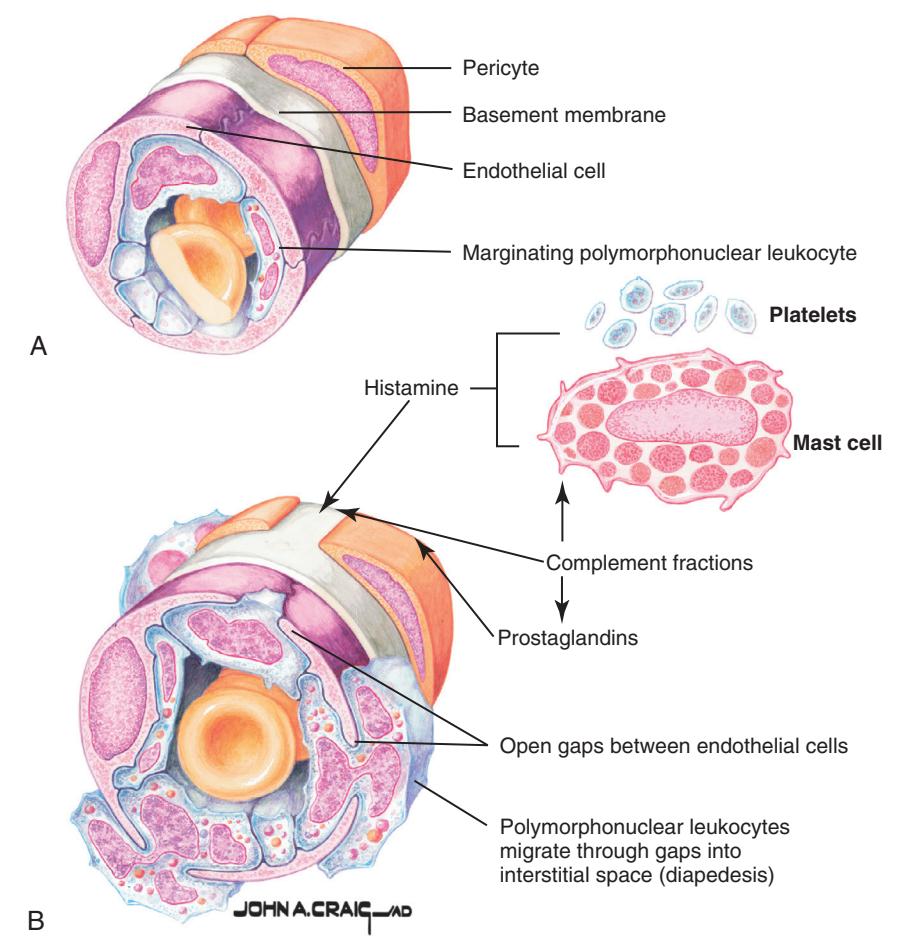 Pericyte
Basement membrane
Endothelial cell
Marginating polymorphonuclear leukocyte
Platelets
A
Histamine
Mast cell
Complement fractions
Prostaglandins
Open gaps between endothelial cells
Polymorphonuclear leukocytes
migrate through gaps into
interstitial space (diapedesis)
JOHN A. CRAIG_AD
B